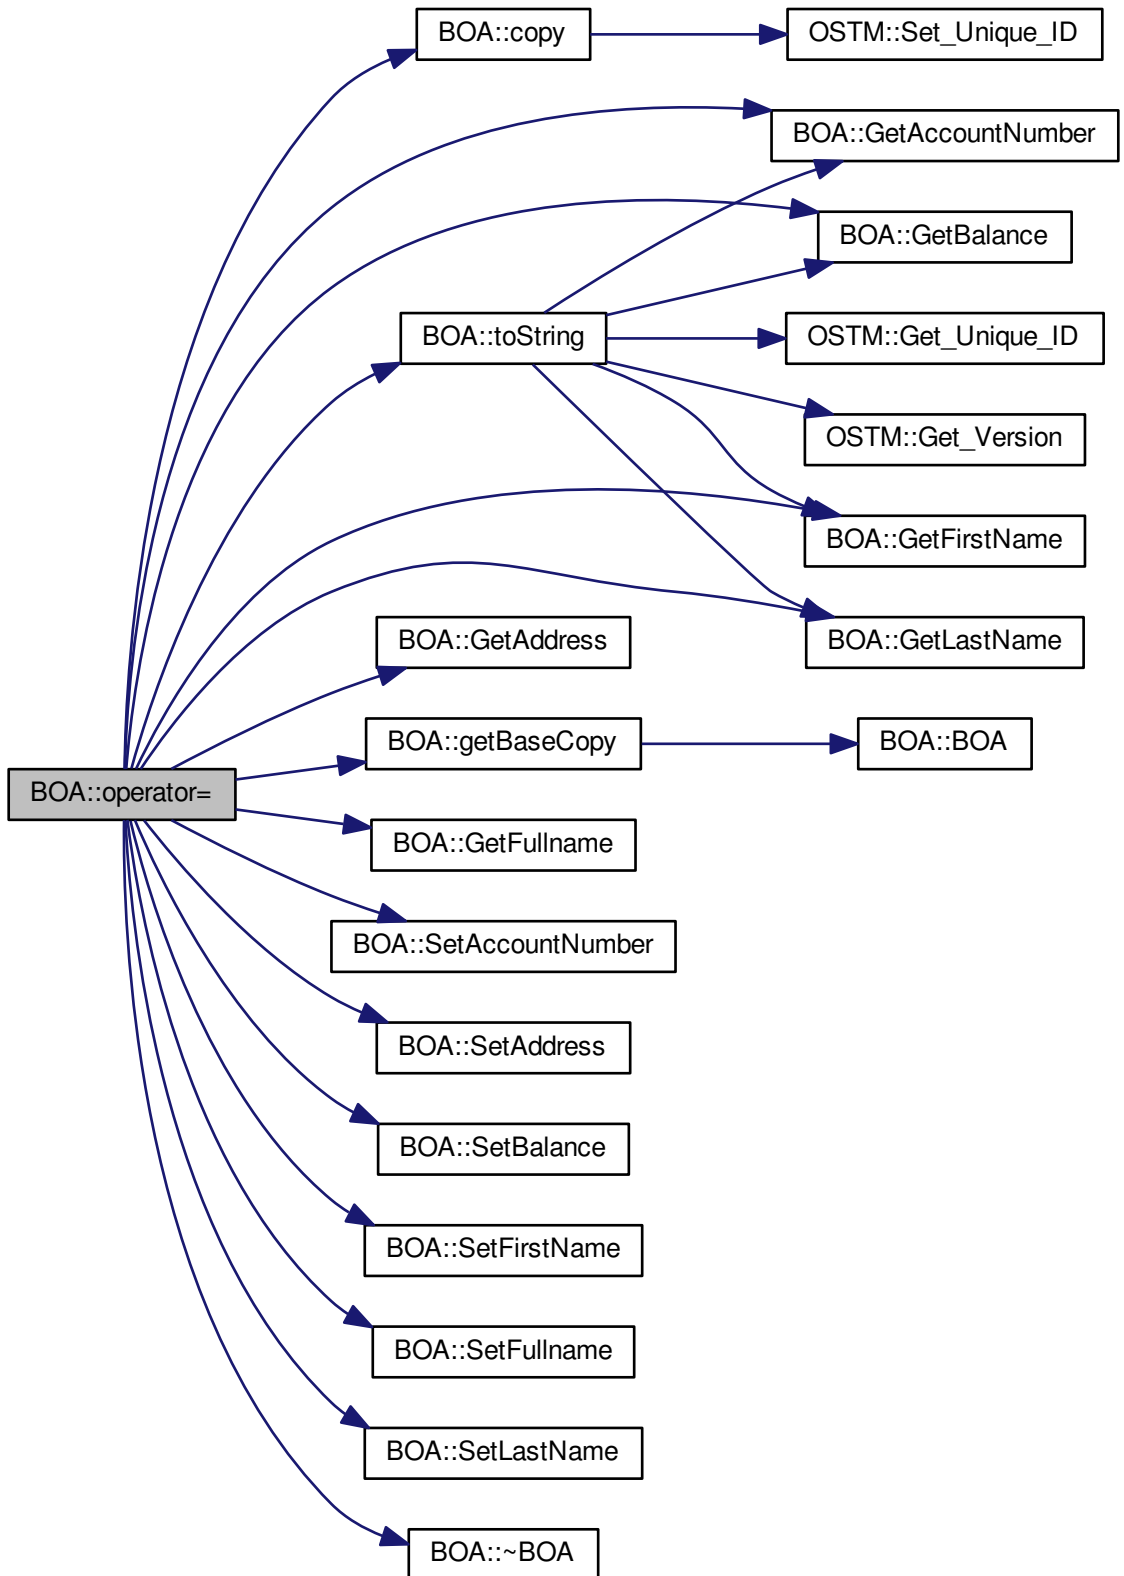 BOA::copy
OSTM::Set_Unique_ID
BOA::GetAccountNumber
BOA::GetBalance
BOA::toString
OSTM::Get_Unique_ID
OSTM::Get_Version
BOA::GetFirstName
BOA::GetAddress
BOA::GetLastName
BOA::getBaseCopy
BOA::BOA
BOA::operator=
BOA::GetFullname
BOA::SetAccountNumber
BOA::SetAddress
BOA::SetBalance
BOA::SetFirstName
BOA::SetFullname
BOA::SetLastName
BOA::~BOA